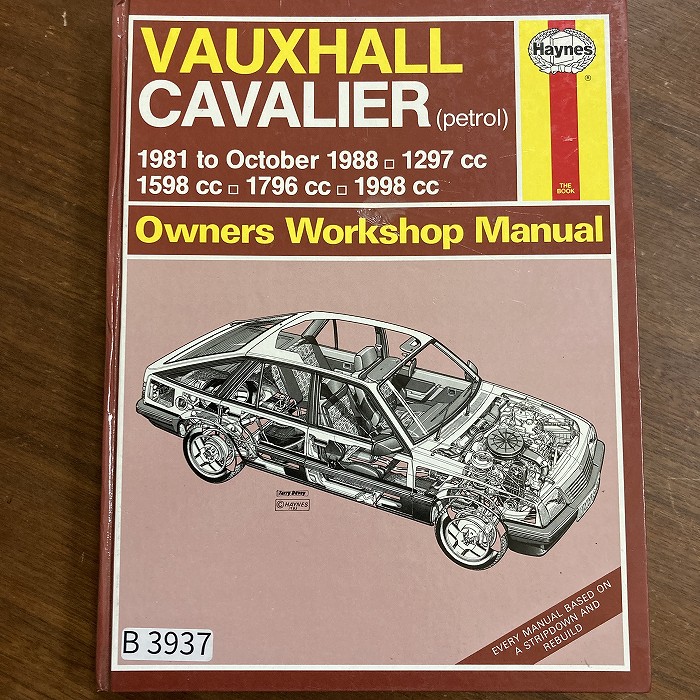 VAUXHALL
CAVALIER (petrol)
1981 to October 1988 □ 1297 cc
1598 cc □ 1796 cc □ 1998 cc
Haynes
®
THE
BOOK
Owners Workshop Manual
Terry Davey
© HAYNES
EVERY MANUAL BASED ON
A STRIPDOWN AND
REBUILD
B 3937